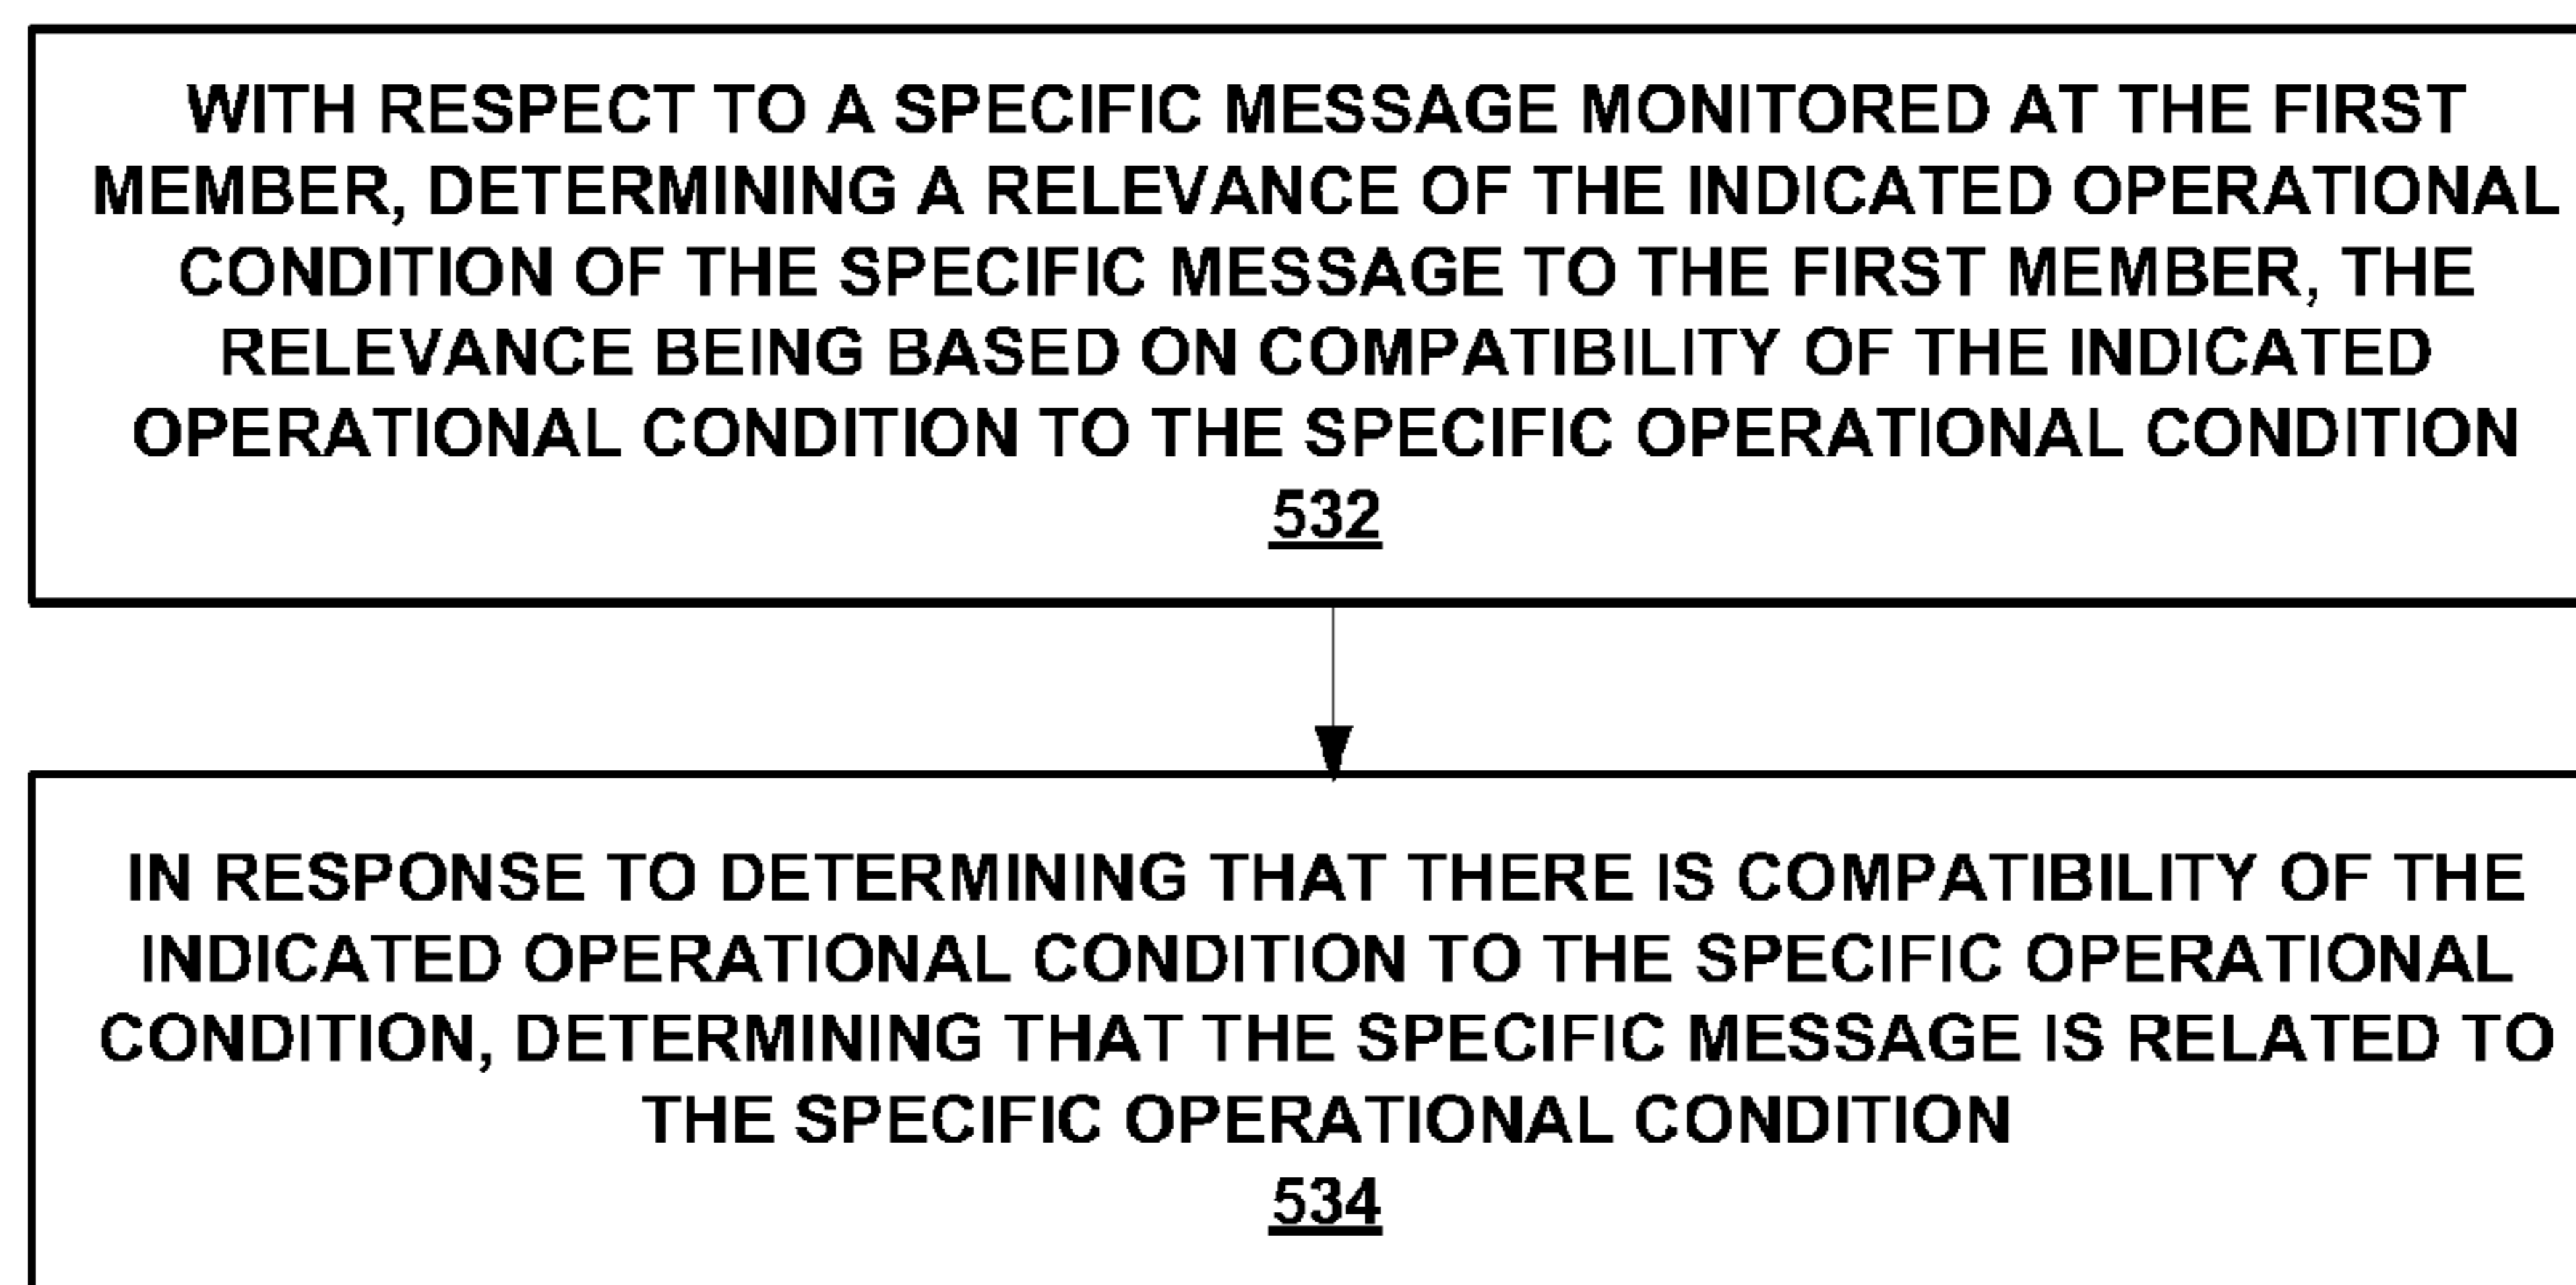 WITH RESPECT TO A SPECIFIC MESSAGE MONITORED AT THE FIRST
MEMBER, DETERMINING A RELEVANCE OF THE INDICATED OPERATIONAL
CONDITION OF THE SPECIFIC MESSAGE TO THE FIRST MEMBER, THE
RELEVANCE BEING BASED ON COMPATIBILITY OF THE INDICATED
OPERATIONAL CONDITION TO THE SPECIFIC OPERATIONAL CONDITION
532
IN RESPONSE TO DETERMINING THAT THERE IS COMPATIBILITY OF THE
INDICATED OPERATIONAL CONDITION TO THE SPECIFIC OPERATIONAL
CONDITION, DETERMINING THAT THE SPECIFIC MESSAGE IS RELATED TO
THE SPECIFIC OPERATIONAL CONDITION
534